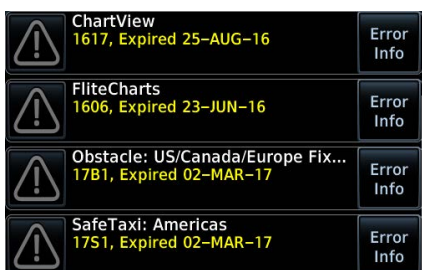 ChartView
1617, Expired 25–AUG–16
Error
Info
FliteCharts
1606, Expired 23–JUN–16
Error
Info
Obstacle: US/Canada/Europe Fix...
17B1, Expired 02–MAR–17
Error
Info
SafeTaxi: Americas
17S1, Expired 02–MAR–17
Error
Info